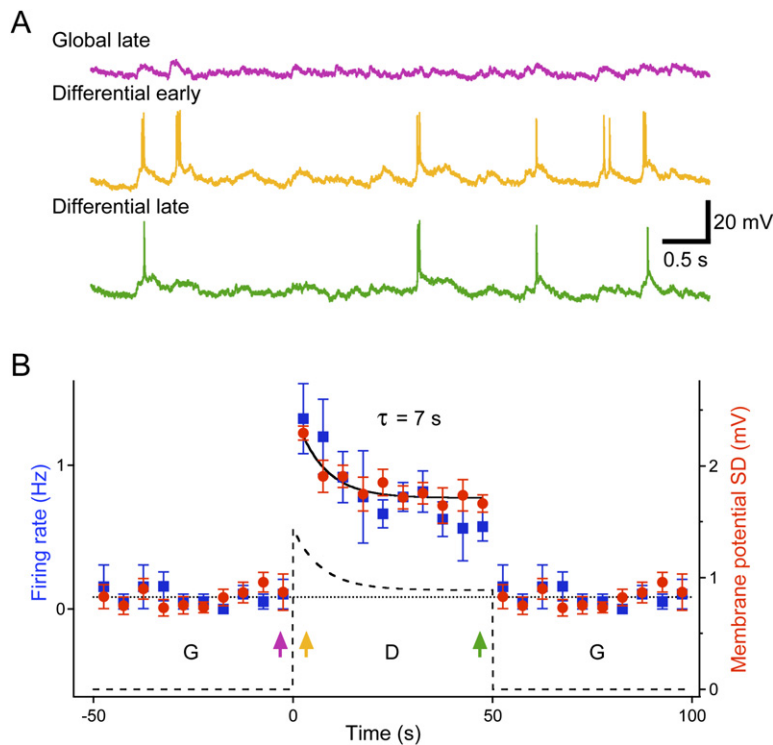 A
Global late
Differential early
Differential late
20 mV
0.5 s
B
τ = 7 s
1
0
Firing rate (Hz)
2
1
0
Membrane potential SD (mV)
G
D
G
-50
0
50
100
Time (s)